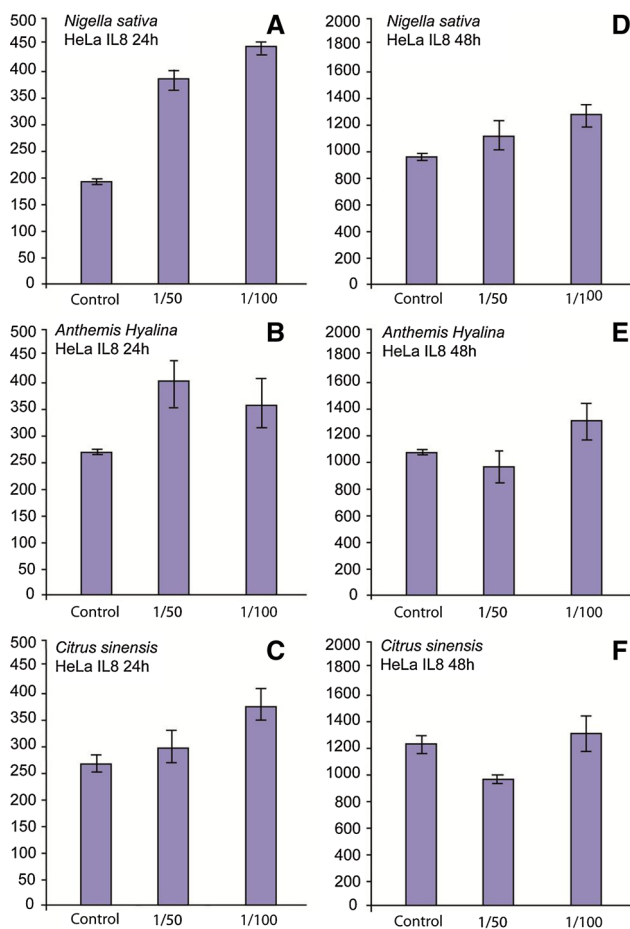 Nigella sativa
HeLa IL8 24h
A
500
450
400
350
300
250
200
150
100
50
0
Control 1/50 1/100
Nigella sativa
HeLa IL8 48h
D
2000
1800
1600
1400
1200
1000
800
600
400
200
0
Control 1/50 1/100
Anthemis Hyalina
HeLa IL8 24h
B
500
450
400
350
300
250
200
150
100
50
0
Control 1/50 1/100
Anthemis Hyalina
HeLa IL8 48h
E
2000
1800
1600
1400
1200
1000
800
600
400
200
0
Control 1/50 1/100
Citrus sinensis
HeLa IL8 24h
C
500
450
400
350
300
250
200
150
100
50
0
Control 1/50 1/100
Citrus sinensis
HeLa IL8 48h
F
2000
1800
1600
1400
1200
1000
800
600
400
200
0
Control 1/50 1/100